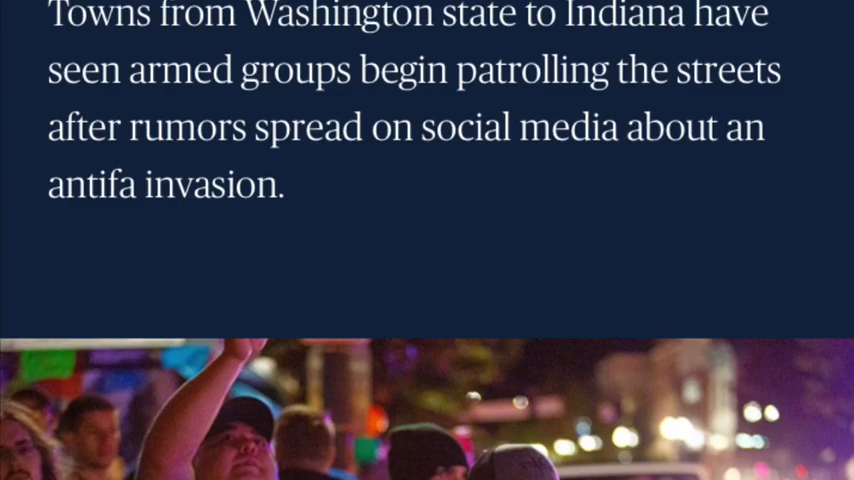 Towns from Washington state to Indiana have
seen armed groups begin patrolling the streets
after rumors spread on social media about an
antifa invasion.